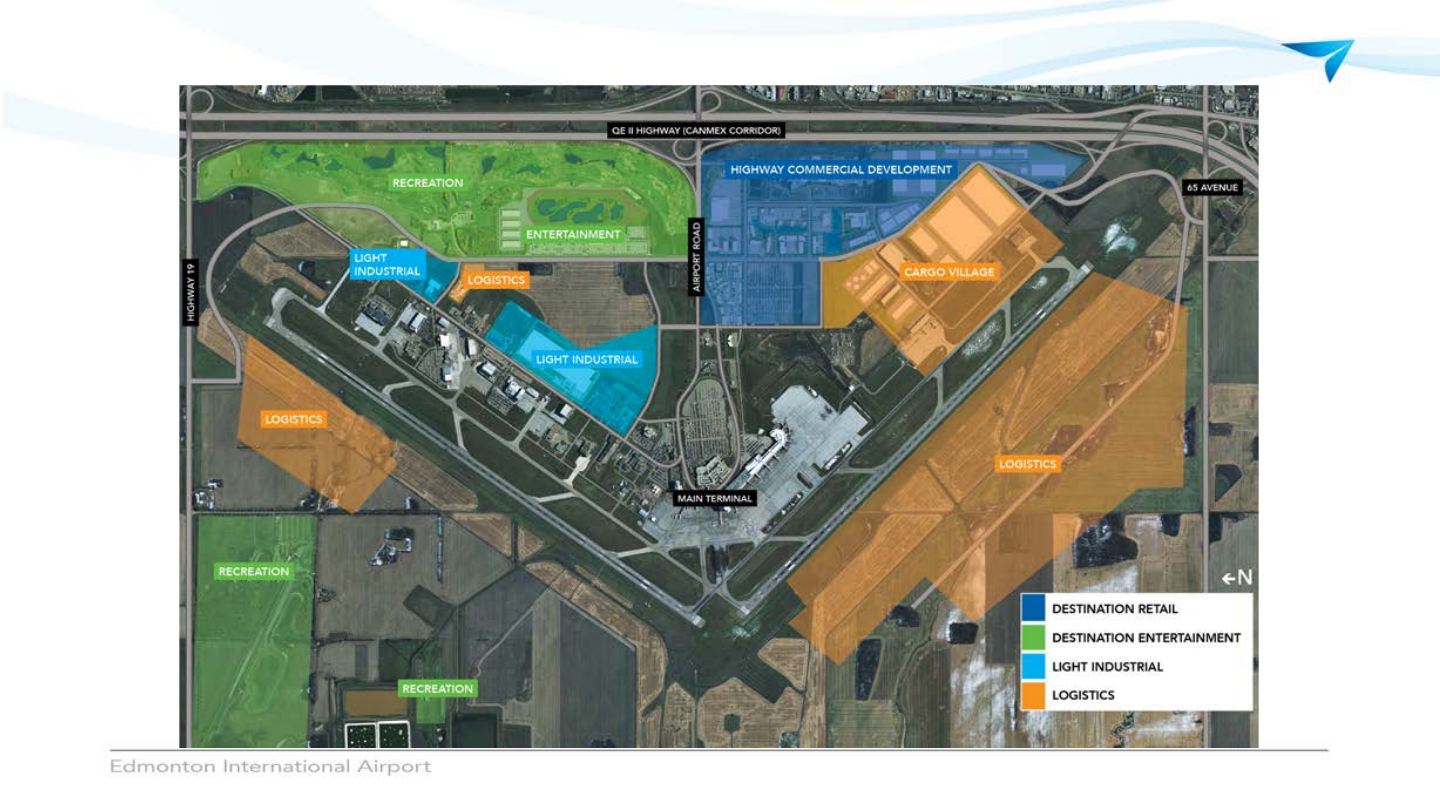 QE II HIGHWAY (CANMEX CORRIDOR)
HIGHWAY COMMERCIAL DEVELOPMENT
RECREATION
65 AVENUE
ENTERTAINMENT
AIRPORT ROAD
LIGHT
INDUSTRIAL
LOGISTICS
CARGO VILLAGE
HIGHWAY 19
LIGHT INDUSTRIAL
LOGISTICS
LOGISTICS
MAIN TERMINAL
RECREATION
←N
RECREATION
DESTINATION RETAIL
DESTINATION ENTERTAINMENT
LIGHT INDUSTRIAL
LOGISTICS
Edmonton International Airport